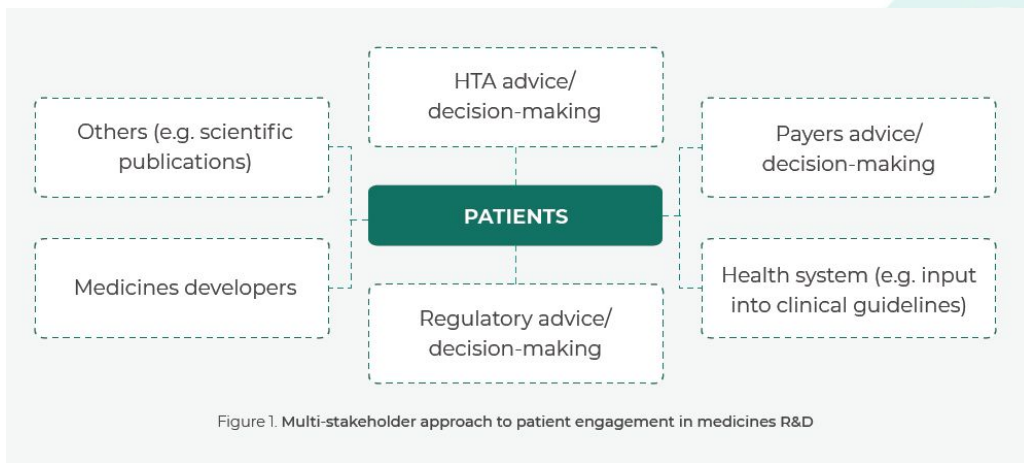 HTA advice/
decision-making
Others (e.g. scientific
publications)
Payers advice/
decision-making
PATIENTS
Medicines developers
Health system (e.g. input
into clinical guidelines)
Regulatory advice/
decision-making
Figure 1. Multi-stakeholder approach to patient engagement in medicines R&D